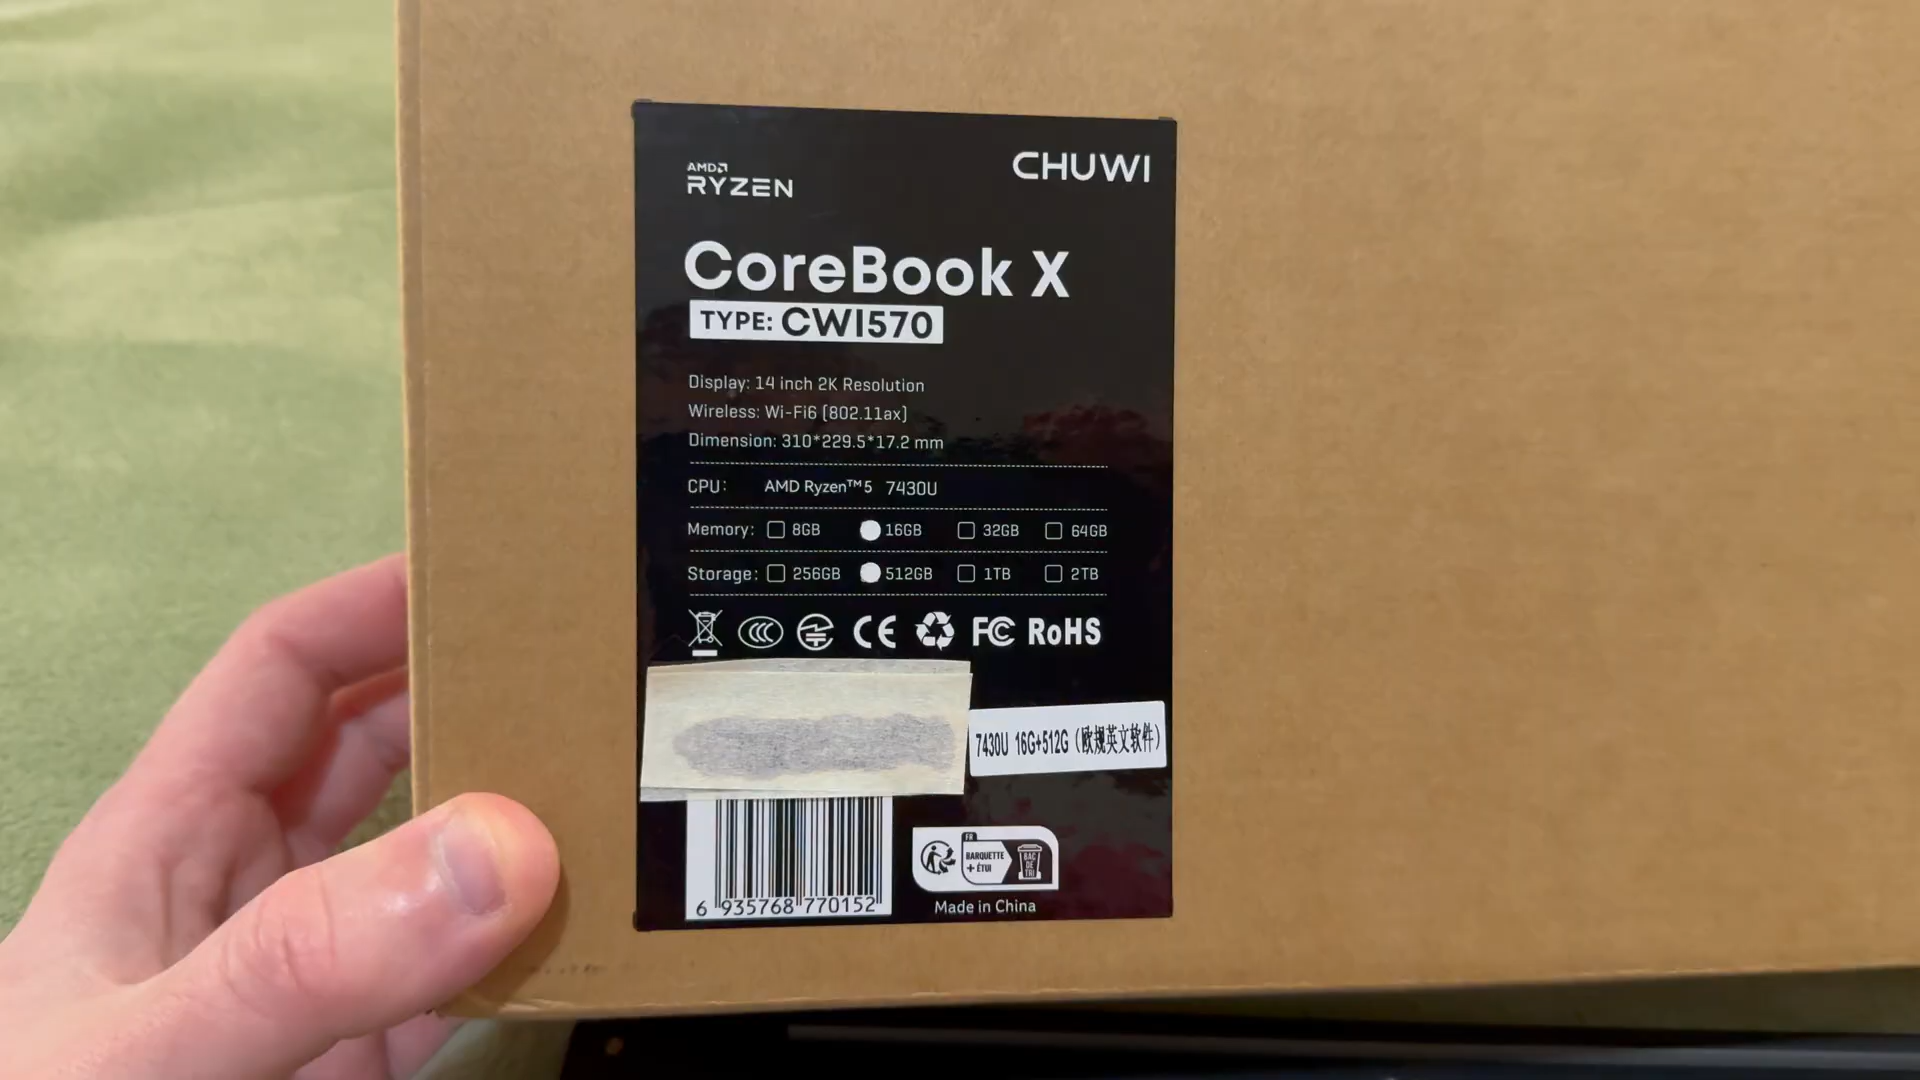 AMD
RYZEN
CHUWI
CoreBook X
TYPE: CWI570
Display: 14 inch 2K Resolution
Wireless: Wi-Fi6 (802.11ax)
Dimension: 310*229.5*17.2 mm
CPU: AMD Ryzen™5 7430U
Memory: 8GB 16GB 32GB 64GB
Storage: 256GB 512GB 1TB 2TB
CE FC RoHS
7430U 16G+512G (欧规英文软件)
FR
BARQUETTE
+ ÉTUI
BAC
DE
TRI
6 935768 770152
Made in China